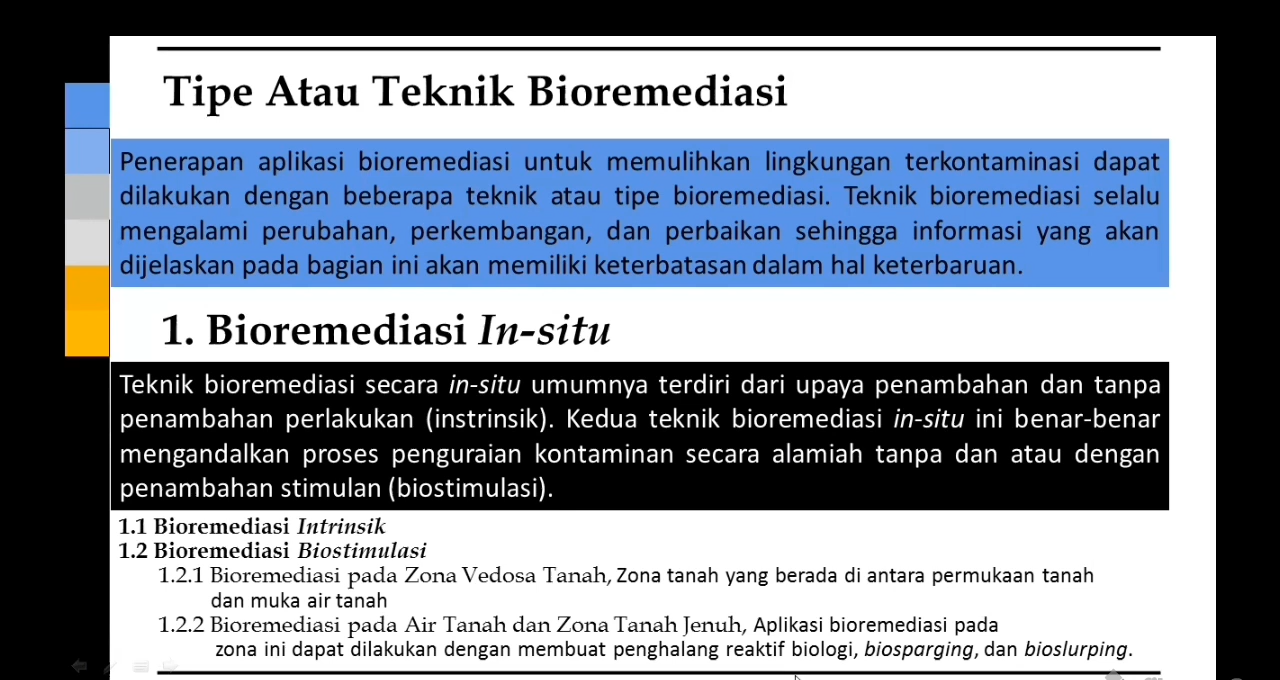 Tipe Atau Teknik Bioremediasi
Penerapan aplikasi bioremediasi untuk memulihkan lingkungan terkontaminasi dapat
dilakukan dengan beberapa teknik atau tipe bioremediasi. Teknik bioremediasi selalu
mengalami perubahan, perkembangan, dan perbaikan sehingga informasi yang akan
dijelaskan pada bagian ini akan memiliki keterbatasan dalam hal keterbaruan.
1. Bioremediasi In-situ
Teknik bioremediasi secara in-situ umumnya terdiri dari upaya penambahan dan tanpa
penambahan perlakukan (instrinsik). Kedua teknik bioremediasi in-situ ini benar-benar
mengandalkan proses penguraian kontaminan secara alamiah tanpa dan atau dengan
penambahan stimulan (biostimulasi).
1.1 Bioremediasi Intrinsik
1.2 Bioremediasi Biostimulasi
1.2.1 Bioremediasi pada Zona Vedosa Tanah, Zona tanah yang berada di antara permukaan tanah
dan muka air tanah
1.2.2 Bioremediasi pada Air Tanah dan Zona Tanah Jenuh, Aplikasi bioremediasi pada
zona ini dapat dilakukan dengan membuat penghalang reaktif biologi, biosparging, dan bioslurping.